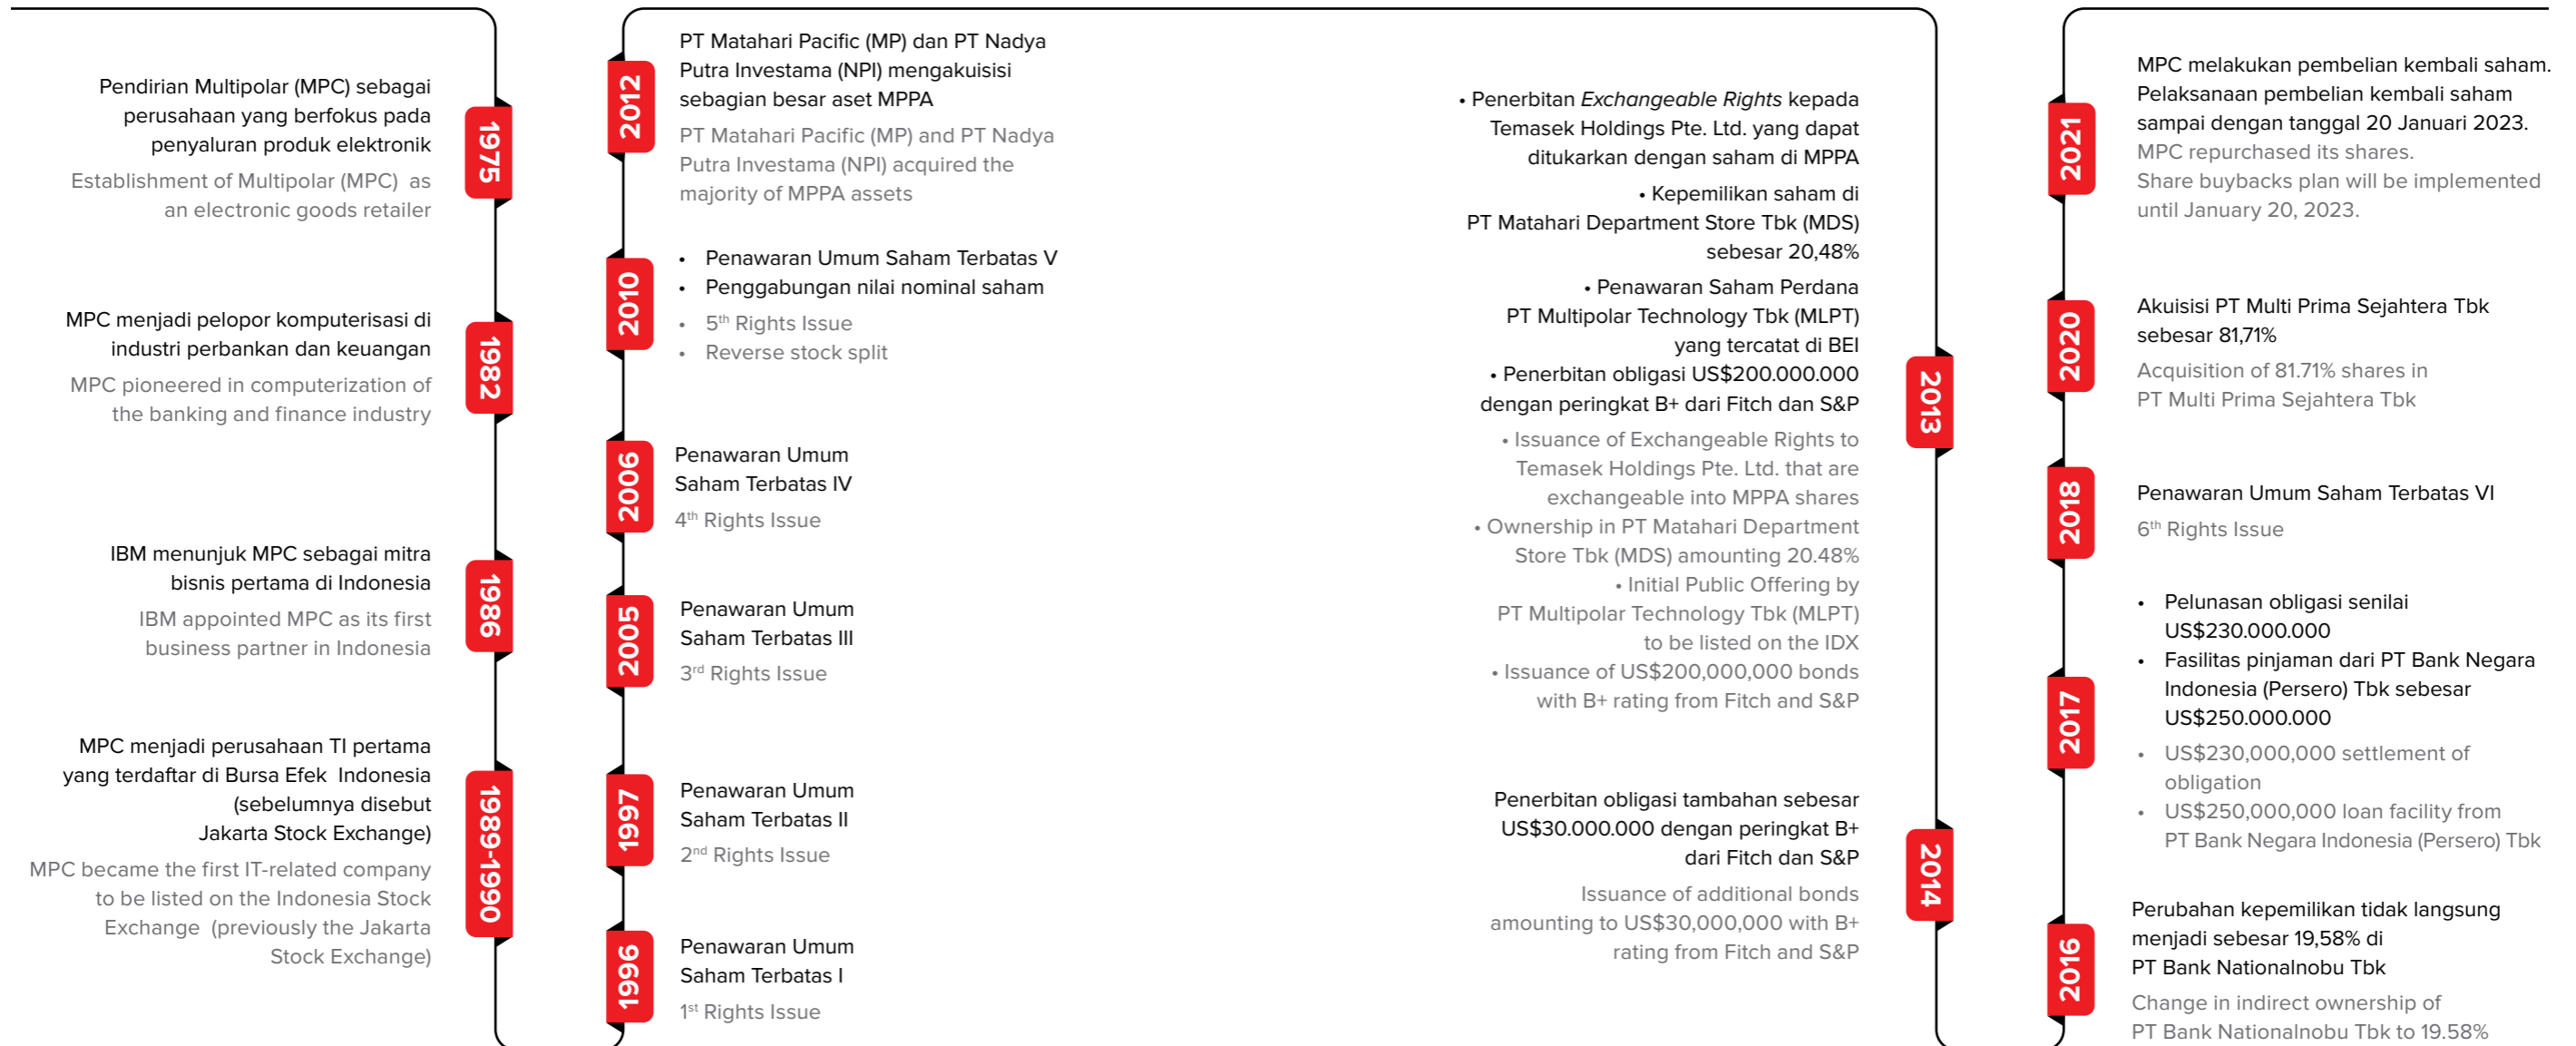 Pendirian Multipolar (MPC) sebagai
perusahaan yang berfokus pada
penyaluran produk elektronik
Establishment of Multipolar (MPC) as
an electronic goods retailer
1975
MPC menjadi pelopor komputerisasi di
industri perbankan dan keuangan
MPC pioneered in computerization of
the banking and finance industry
1982
IBM menunjuk MPC sebagai mitra
bisnis pertama di Indonesia
IBM appointed MPC as its first
business partner in Indonesia
1986
MPC menjadi perusahaan TI pertama
yang terdaftar di Bursa Efek Indonesia
(sebelumnya disebut
Jakarta Stock Exchange)
MPC became the first IT-related company
to be listed on the Indonesia Stock
Exchange (previously the Jakarta
Stock Exchange)
1989-1990
2012
PT Matahari Pacific (MP) dan PT Nadya
Putra Investama (NPI) mengakuisisi
sebagian besar aset MPPA
PT Matahari Pacific (MP) and PT Nadya
Putra Investama (NPI) acquired the
majority of MPPA assets
2010
• Penawaran Umum Saham Terbatas V
• Penggabungan nilai nominal saham
• 5th Rights Issue
• Reverse stock split
2006
Penawaran Umum
Saham Terbatas IV
4th Rights Issue
2005
Penawaran Umum
Saham Terbatas III
3rd Rights Issue
1997
Penawaran Umum
Saham Terbatas II
2nd Rights Issue
1996
Penawaran Umum
Saham Terbatas I
1st Rights Issue
• Penerbitan Exchangeable Rights kepada
Temasek Holdings Pte. Ltd. yang dapat
ditukarkan dengan saham di MPPA
• Kepemilikan saham di
PT Matahari Department Store Tbk (MDS)
sebesar 20,48%
• Penawaran Saham Perdana
PT Multipolar Technology Tbk (MLPT)
yang tercatat di BEI
• Penerbitan obligasi US$200.000.000
dengan peringkat B+ dari Fitch dan S&P
• Issuance of Exchangeable Rights to
Temasek Holdings Pte. Ltd. that are
exchangeable into MPPA shares
• Ownership in PT Matahari Department
Store Tbk (MDS) amounting 20.48%
• Initial Public Offering by
PT Multipolar Technology Tbk (MLPT)
to be listed on the IDX
• Issuance of US$200,000,000 bonds
with B+ rating from Fitch and S&P
2013
Penerbitan obligasi tambahan sebesar
US$30.000.000 dengan peringkat B+
dari Fitch dan S&P
Issuance of additional bonds
amounting to US$30,000,000 with B+
rating from Fitch and S&P
2014
2021
MPC melakukan pembelian kembali saham.
Pelaksanaan pembelian kembali saham
sampai dengan tanggal 20 Januari 2023.
MPC repurchased its shares.
Share buybacks plan will be implemented
until January 20, 2023.
2020
Akuisisi PT Multi Prima Sejahtera Tbk
sebesar 81,71%
Acquisition of 81.71% shares in
PT Multi Prima Sejahtera Tbk
2018
Penawaran Umum Saham Terbatas VI
6th Rights Issue
2017
• Pelunasan obligasi senilai
US$230.000.000
• Fasilitas pinjaman dari PT Bank Negara
Indonesia (Persero) Tbk sebesar
US$250.000.000
• US$230,000,000 settlement of
obligation
• US$250,000,000 loan facility from
PT Bank Negara Indonesia (Persero) Tbk
2016
Perubahan kepemilikan tidak langsung
menjadi sebesar 19,58% di
PT Bank Nationalnobu Tbk
Change in indirect ownership of
PT Bank Nationalnobu Tbk to 19.58%